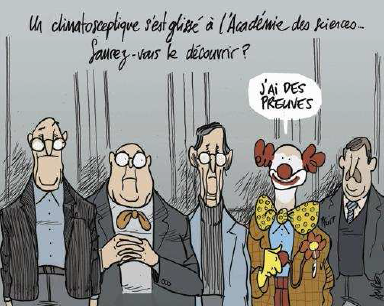 Un climatosceptique s'est glissé à l'Académie des sciences...
Saurez-vous le découvrir ?
J'AI DES
PREUVES